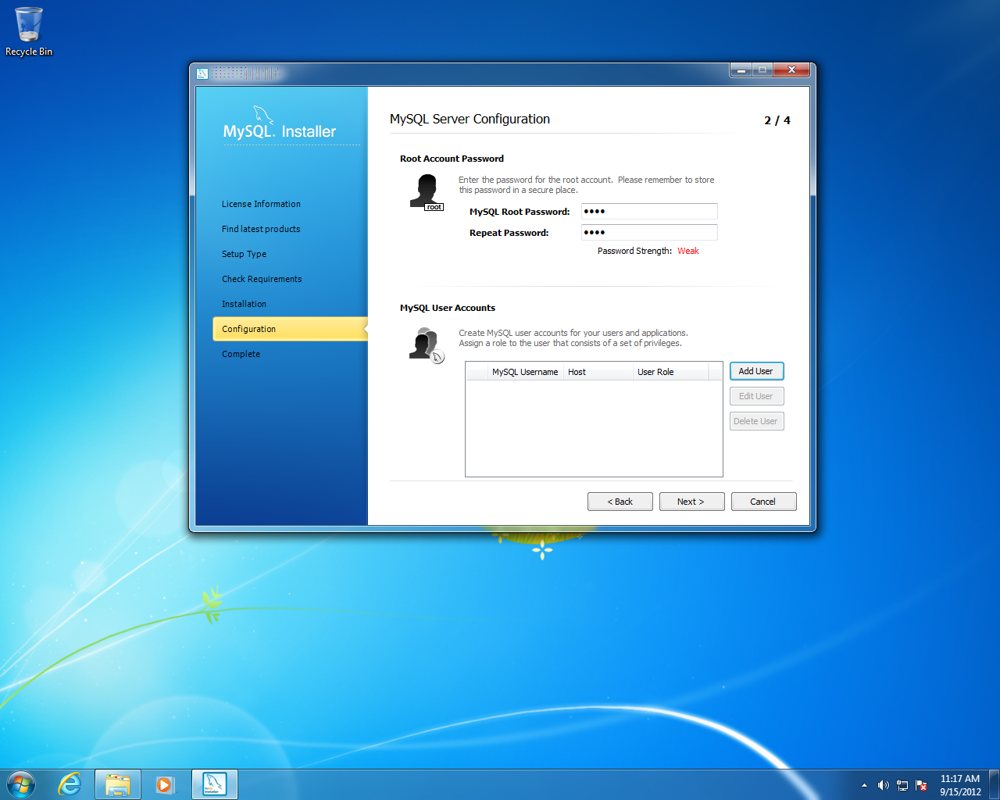 Recycle Bin
MySQL Installer
MySQL Server Configuration
2 / 4
Root Account Password
Enter the password for the root account. Please remember to store
this password in a secure place.
root
MySQL Root Password:
Repeat Password:
Password Strength: Weak
License Information
Find latest products
Setup Type
Check Requirements
Installation
Configuration
Complete
MySQL User Accounts
Create MySQL user accounts for your users and applications.
Assign a role to the user that consists of a set of privileges.
MySQL Username Host User Role
Add User
Edit User
Delete User
< Back Next > Cancel
11:17 AM
9/15/2012